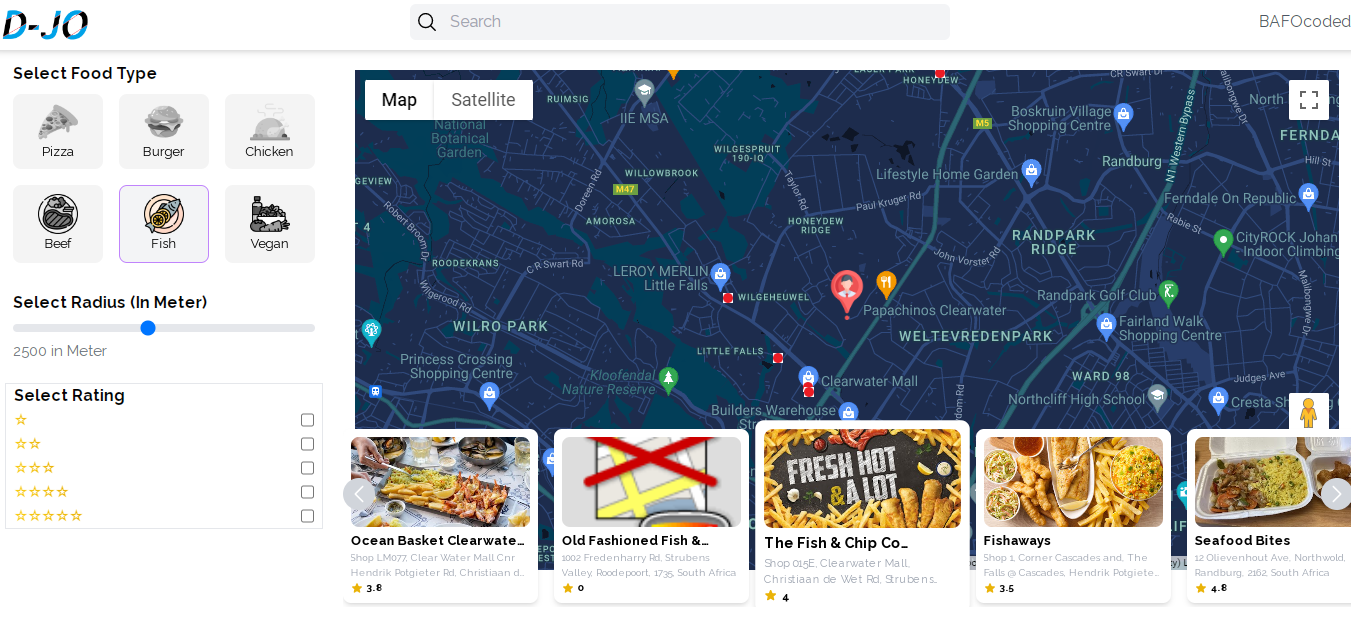 D-JO
Search
BAFOcoded
Select Food Type
Pizza
Burger
Chicken
Beef
Fish
Vegan
Select Radius (In Meter)
2500 in Meter
Select Rating
Map
Satellite
HONEYDEW
CR Swart Dr
RUIMSIG
IIE MSA
National
Botanical
Garden
WILGESPRUIT
190-IQ
M5
Boskruin Village
Shopping Centre
North
FERNDA
N1 Western Bypass
Hill St
Randburg
WILLOWBROOK
M47
Doreen Rd
Taylor Rd
Lifestyle Home Garden
Paul Kruger Rd
Ferndale On Republic
Rabie St
GEVIEW
Robert Broom Dr
4
AMOROSA
HONEYDEW
RIDGE
RANDPARK
RIDGE
CityROCK Johan
- Indoor Climbing
John Vorster Rd
ROODEKRANS
C R Swart Rd
LEROY MERLIN
Little Falls
WILGEHEUWEL
Wilgerood Rd
Randpark Golf Club
Malibongwe Dr
Papachinos Clearwater
WELTEVREDENPARK
Fairland Walk
Shopping Centre
WILRO PARK
LITTLE FALLS
Princess Crossing
Shopping Centre
Kloofendal
Nature Reserve
Clearwater Mall
WARD 98
Judges Ave
Northcliff High School
Cresta Sho
Builders Warehouse
FRESH HOT
& A LOT
Ocean Basket Clearwate...
Shop LM077, Clear Water Mall Cnr
Hendrik Potgieter Rd, Christiaan d...
3.8
Old Fashioned Fish &...
1002 Fredenharry Rd, Strubens
Valley, Roodepoort, 1735, South Africa
0
The Fish & Chip Co...
Shop 015E, Clearwater Mall,
Christiaan de Wet Rd, Strubens...
4
Fishaways
Shop 1, Corner Cascades and, The
Falls @ Cascades, Hendrik Potgiete...
3.5
Seafood Bites
12 Olievenhout Ave, Northwold,
Randburg, 2162, South Africa
4.8